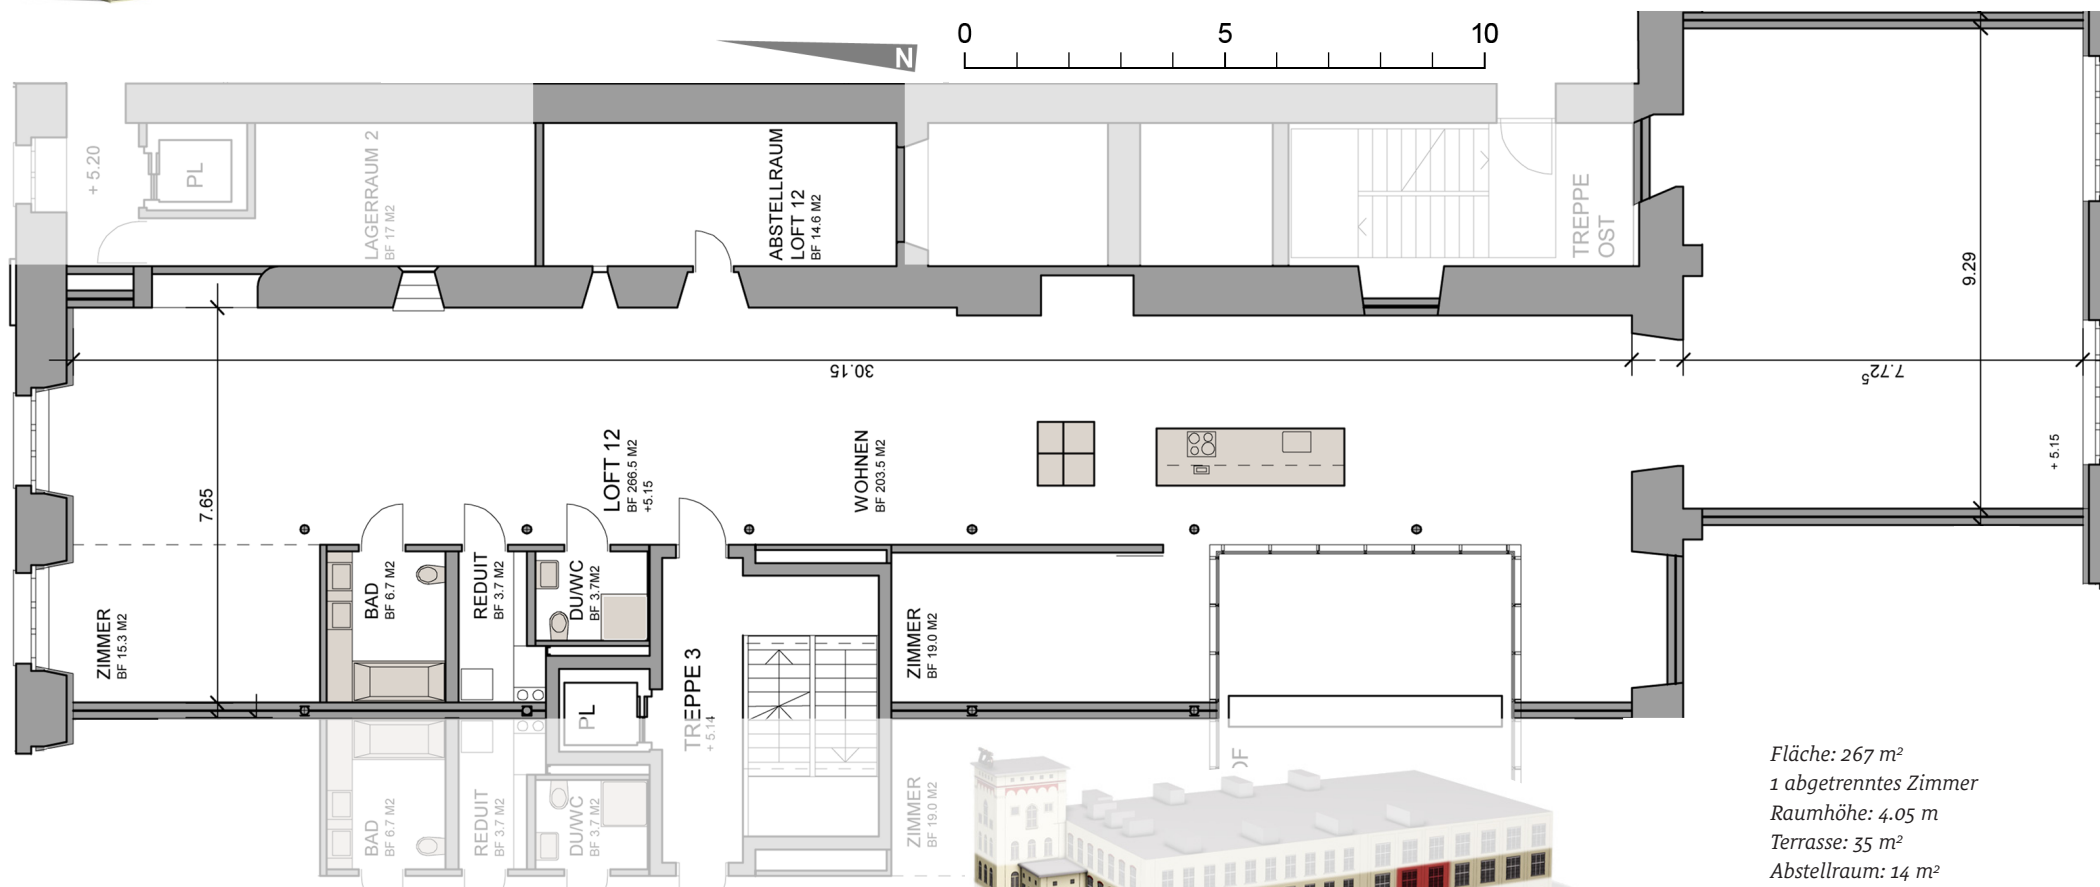 0 5 10
N
+ 5.20
PL
LAGERRAUM 2
BF 17 M2
ABSTELLRAUM
LOFT 12
BF 14.6 M2
TREPPE
OST
9.29
30.15
7.72⁵
7.65
LOFT 12
BF 266.5 M2
+5.15
WOHNEN
BF 203.5 M2
+ 5.15
ZIMMER
BF 15.3 M2
BAD
BF 6.7 M2
REDUIT
BF 3.7 M2
DU/WC
BF 3.7M2
PL
TREPPE 3
+ 5.14
ZIMMER
BF 19.0 M2
BAD
BF 6.7 M2
REDUIT
BF 3.7 M2
DU/WC
BF 3.7 M2
ZIMMER
BF 19.0 M2
OF
Fläche: 267 m²
1 abgetrenntes Zimmer
Raumhöhe: 4.05 m
Terrasse: 35 m²
Abstellraum: 14 m²